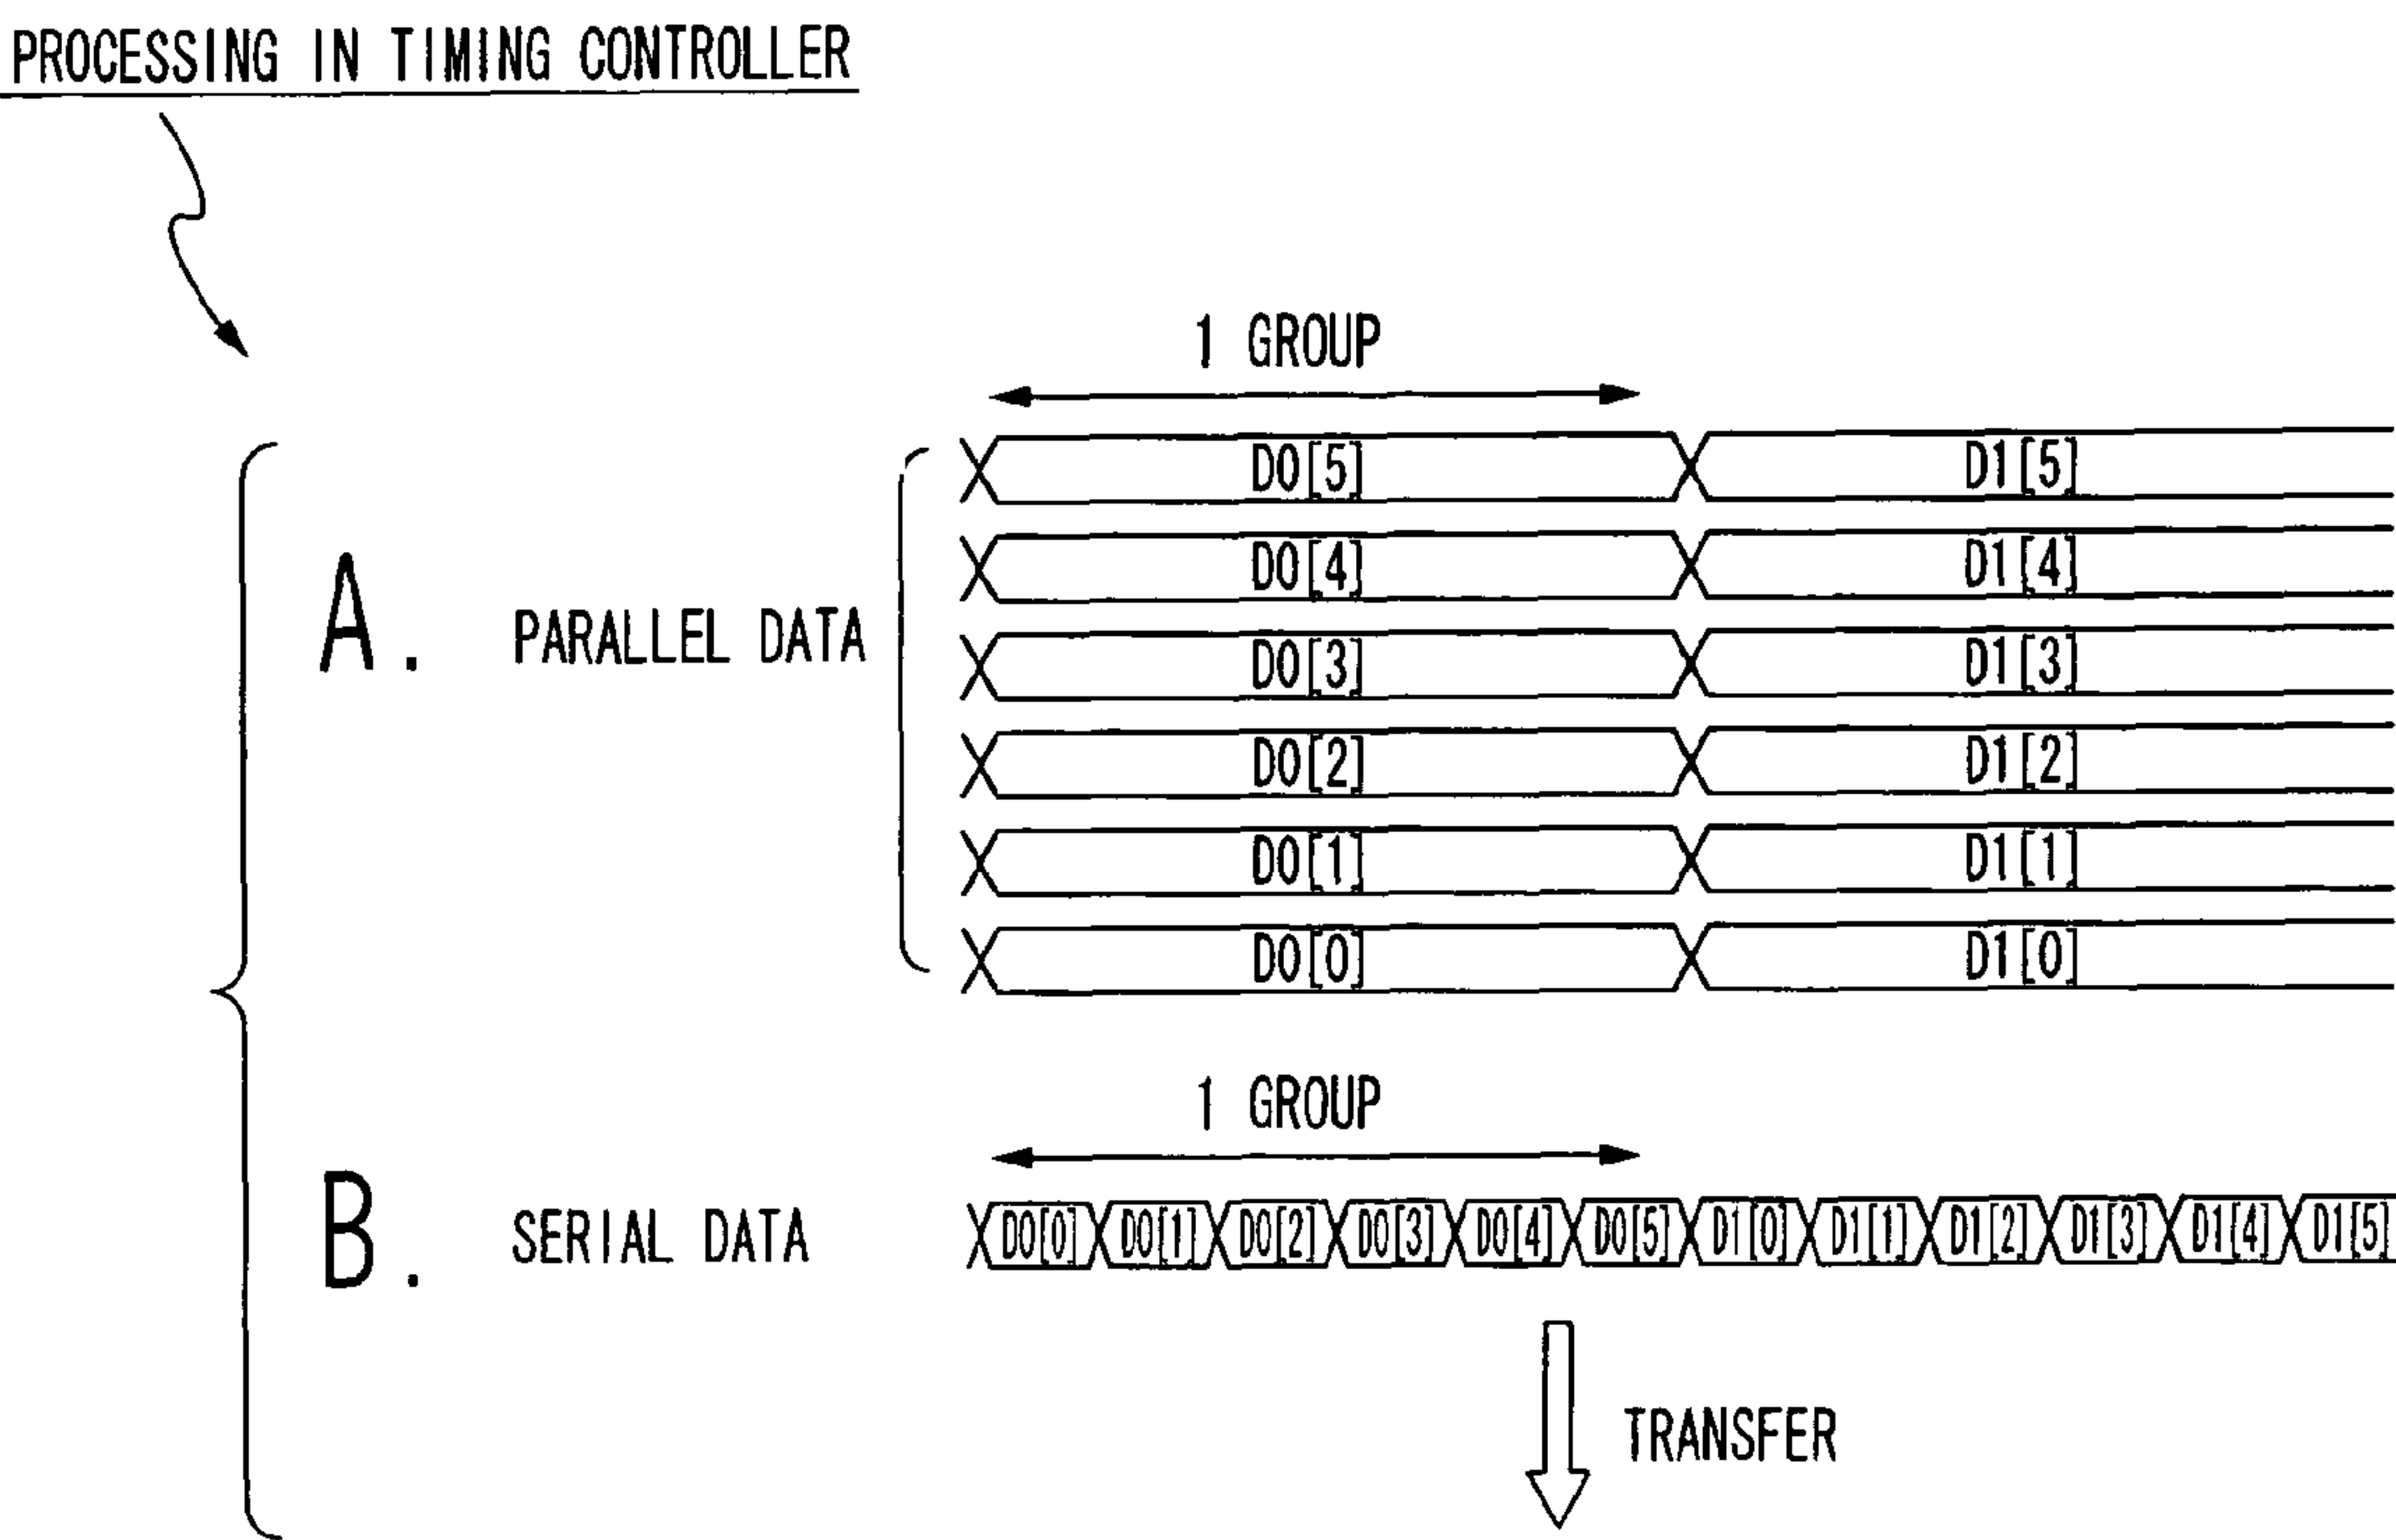 PROCESSING IN TIMING CONTROLLER
1 GROUP
D0[5] D1[5]
D0[4] D1[4]
A. PARALLEL DATA D0[3] D1[3]
D0[2] D1[2]
D0[1] D1[1]
D0[0] D1[0]
1 GROUP
B. SERIAL DATA D0[0] D0[1] D0[2] D0[3] D0[4] D0[5] D1[0] D1[1] D1[2] D1[3] D1[4] D1[5]
TRANSFER